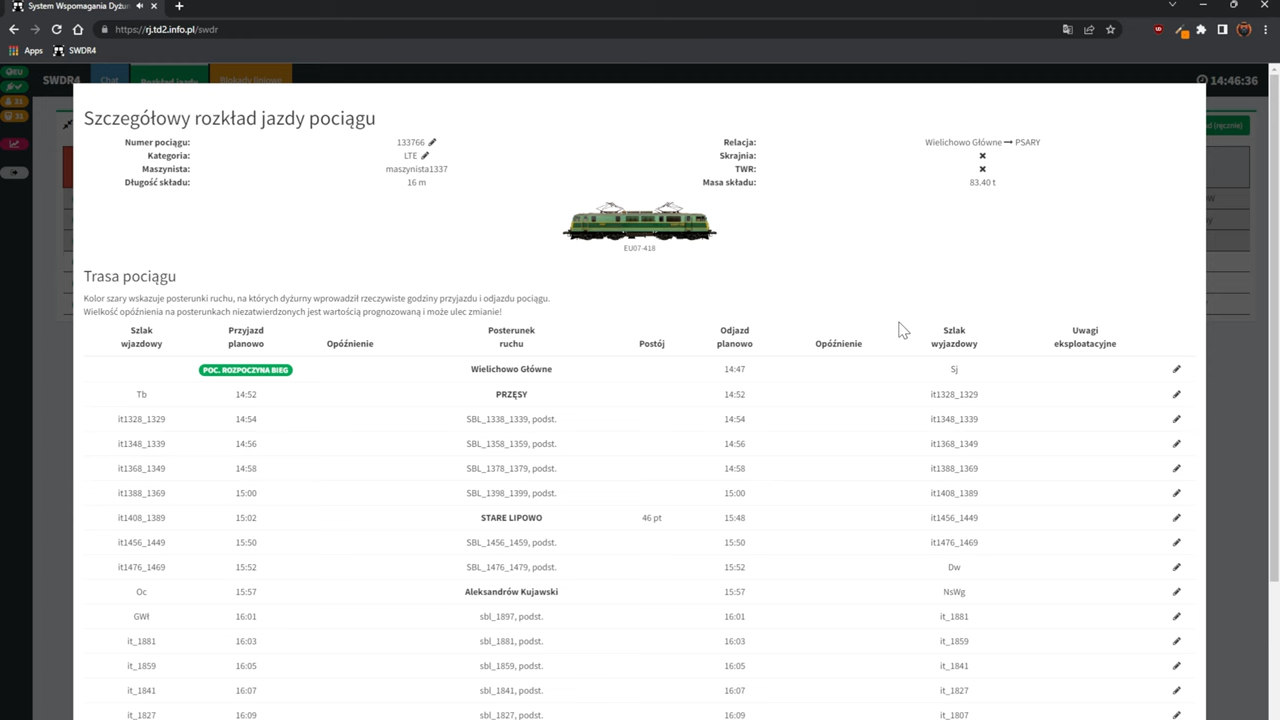 System Wspomagania Dyżur
https://rj.td2.info.pl/swdr
Apps SWDR4
EU SWDR4 Chat Rozkład jazdy Blokady liniowe 14:46:36
31
31
d (ręcznie)
Szczegółowy rozkład jazdy pociągu
Numer pociągu: 133766 Relacja: Wielichowo Główne → PSARY
Kategoria: LTE Skrajnia: ✖
Maszynista: maszynista1337 TWR: ✖
Długość składu: 16 m Masa składu: 83.40 t
EU07-418
Trasa pociągu
Kolor szary wskazuje posterunki ruchu, na których dyżurny wprowadził rzeczywiste godziny przyjazdu i odjazdu pociągu.
Wielkość opóźnienia na posterunkach niezatwierdzonych jest wartością prognozowaną i może ulec zmianie!
Szlak Przyjazd Posterunek Odjazd Szlak Uwagi
wjazdowy planowo Opóźnienie ruchu Postój planowo Opóźnienie wyjazdowy eksploatacyjne
POC. ROZPOCZYNA BIEG Wielichowo Główne 14:47 Sj
Tb 14:52 PRZĘSY 14:52 it1328_1329
it1328_1329 14:54 SBL_1338_1339, podst. 14:54 it1348_1339
it1348_1339 14:56 SBL_1358_1359, podst. 14:56 it1368_1349
it1368_1349 14:58 SBL_1378_1379, podst. 14:58 it1388_1369
it1388_1369 15:00 SBL_1398_1399, podst. 15:00 it1408_1389
it1408_1389 15:02 STARE LIPOWO 46 pt 15:48 it1456_1449
it1456_1449 15:50 SBL_1456_1459, podst. 15:50 it1476_1469
it1476_1469 15:52 SBL_1476_1479, podst. 15:52 Dw
Oc 15:57 Aleksandrów Kujawski 15:57 NsWg
GWł 16:01 sbl_1897, podst. 16:01 it_1881
it_1881 16:03 sbl_1881, podst. 16:03 it_1859
it_1859 16:05 sbl_1859, podst. 16:05 it_1841
it_1841 16:07 sbl_1841, podst. 16:07 it_1827
it_1827 16:09 sbl_1827, podst. 16:09 it_1807